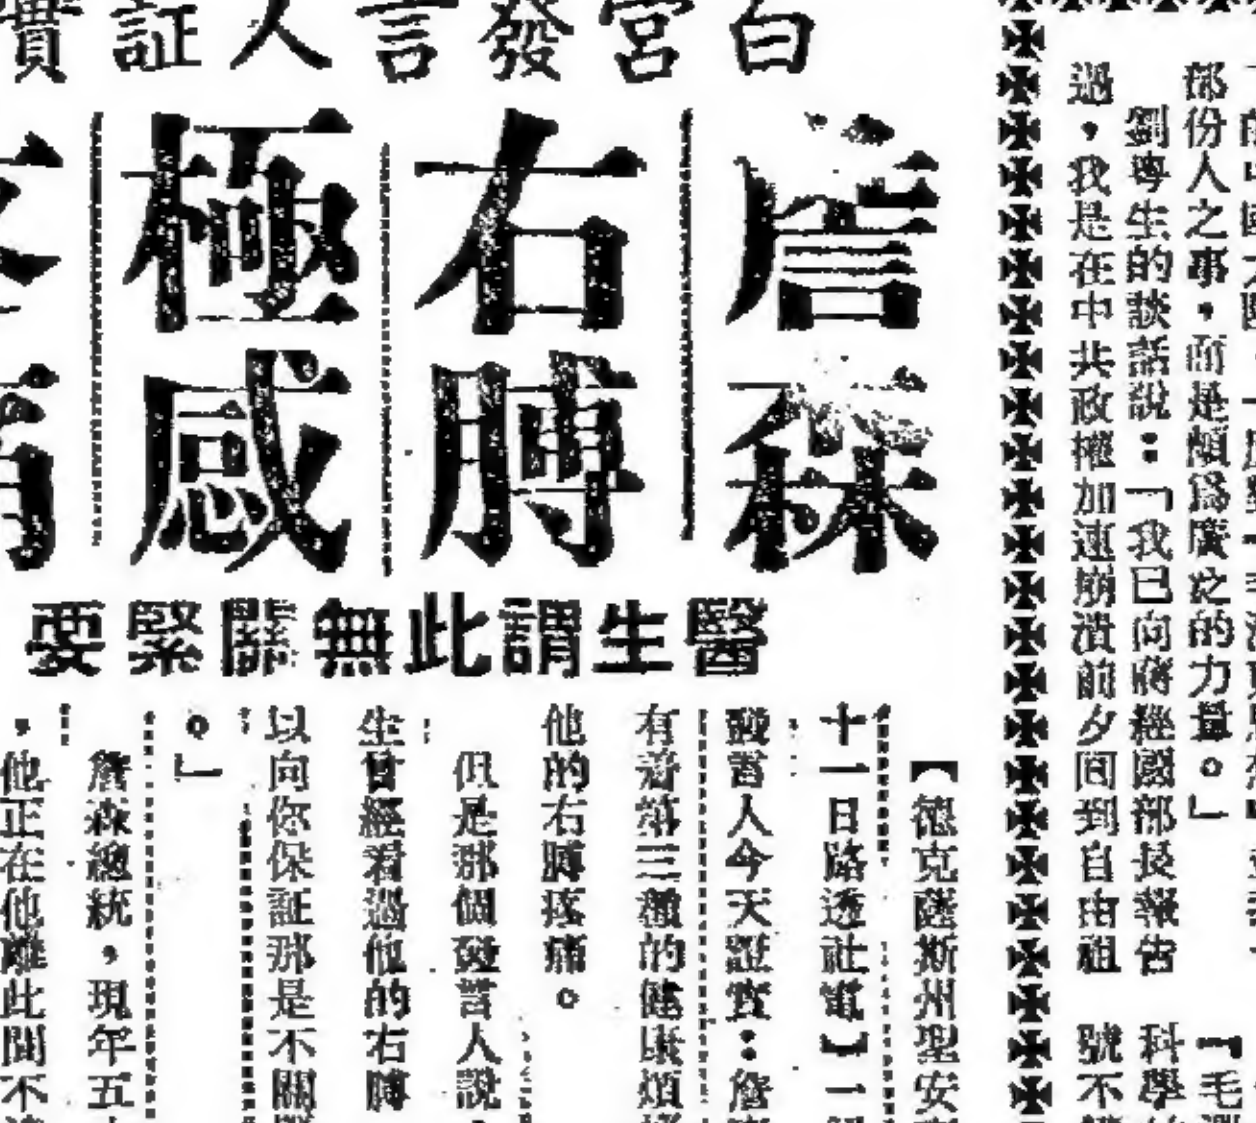 部份人之事，而是頗爲廣泛的力量。」
劉粤生的談話說：「我已向蔣經國部長報告
過，我是在中共政權加速崩潰前夕回到自由祖
「毛澤
科學
號不
白宮發言人証實
詹森
右膊
極感
醫生謂此無關緊要
【德克薩斯州聖安
十一日路透社電】一
發言人今天證實：詹
有着第三種的健康煩
他的右膊疼痛。
但是那個發言人說
生曾經看過他的右膊
以向你保証那是不關
。」
詹森總統，現年五
，他正在他離此間不